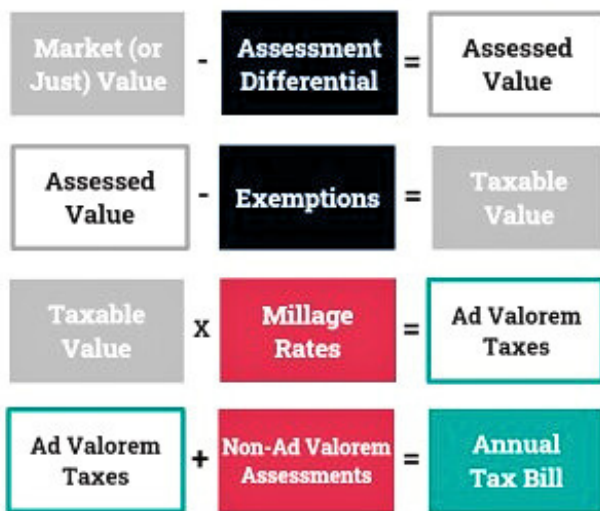 Market (or Just) Value - Assessment Differential = Assessed Value
Assessed Value - Exemptions = Taxable Value
Taxable Value x Millage Rates = Ad Valorem Taxes
Ad Valorem Taxes + Non-Ad Valorem Assessments = Annual Tax Bill